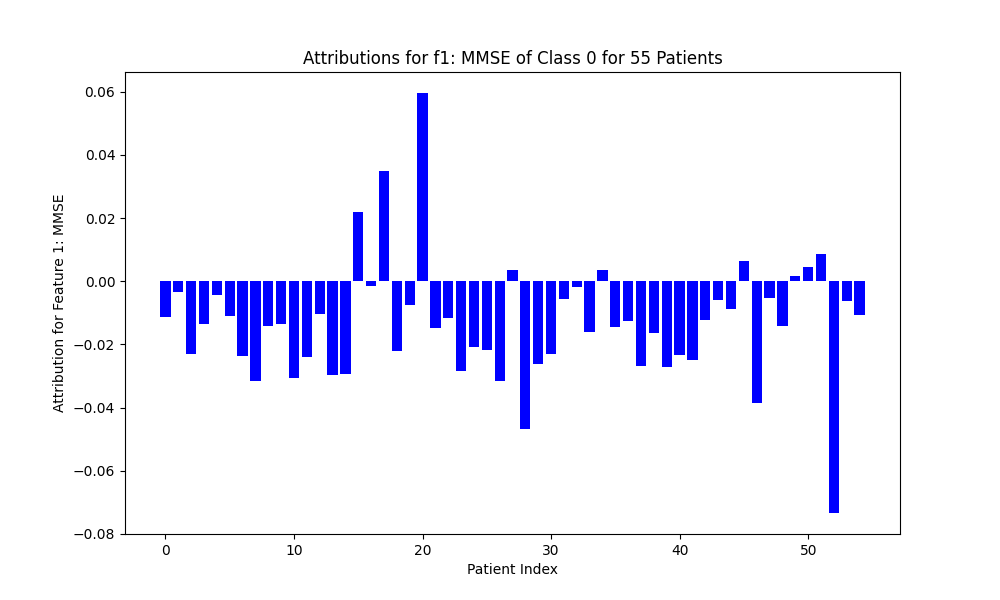 Attributions for f1: MMSE of Class 0 for 55 Patients
Attribution for Feature 1: MMSE
0.06
0.04
0.02
0.00
−0.02
−0.04
−0.06
−0.08
0 10 20 30 40 50
Patient Index